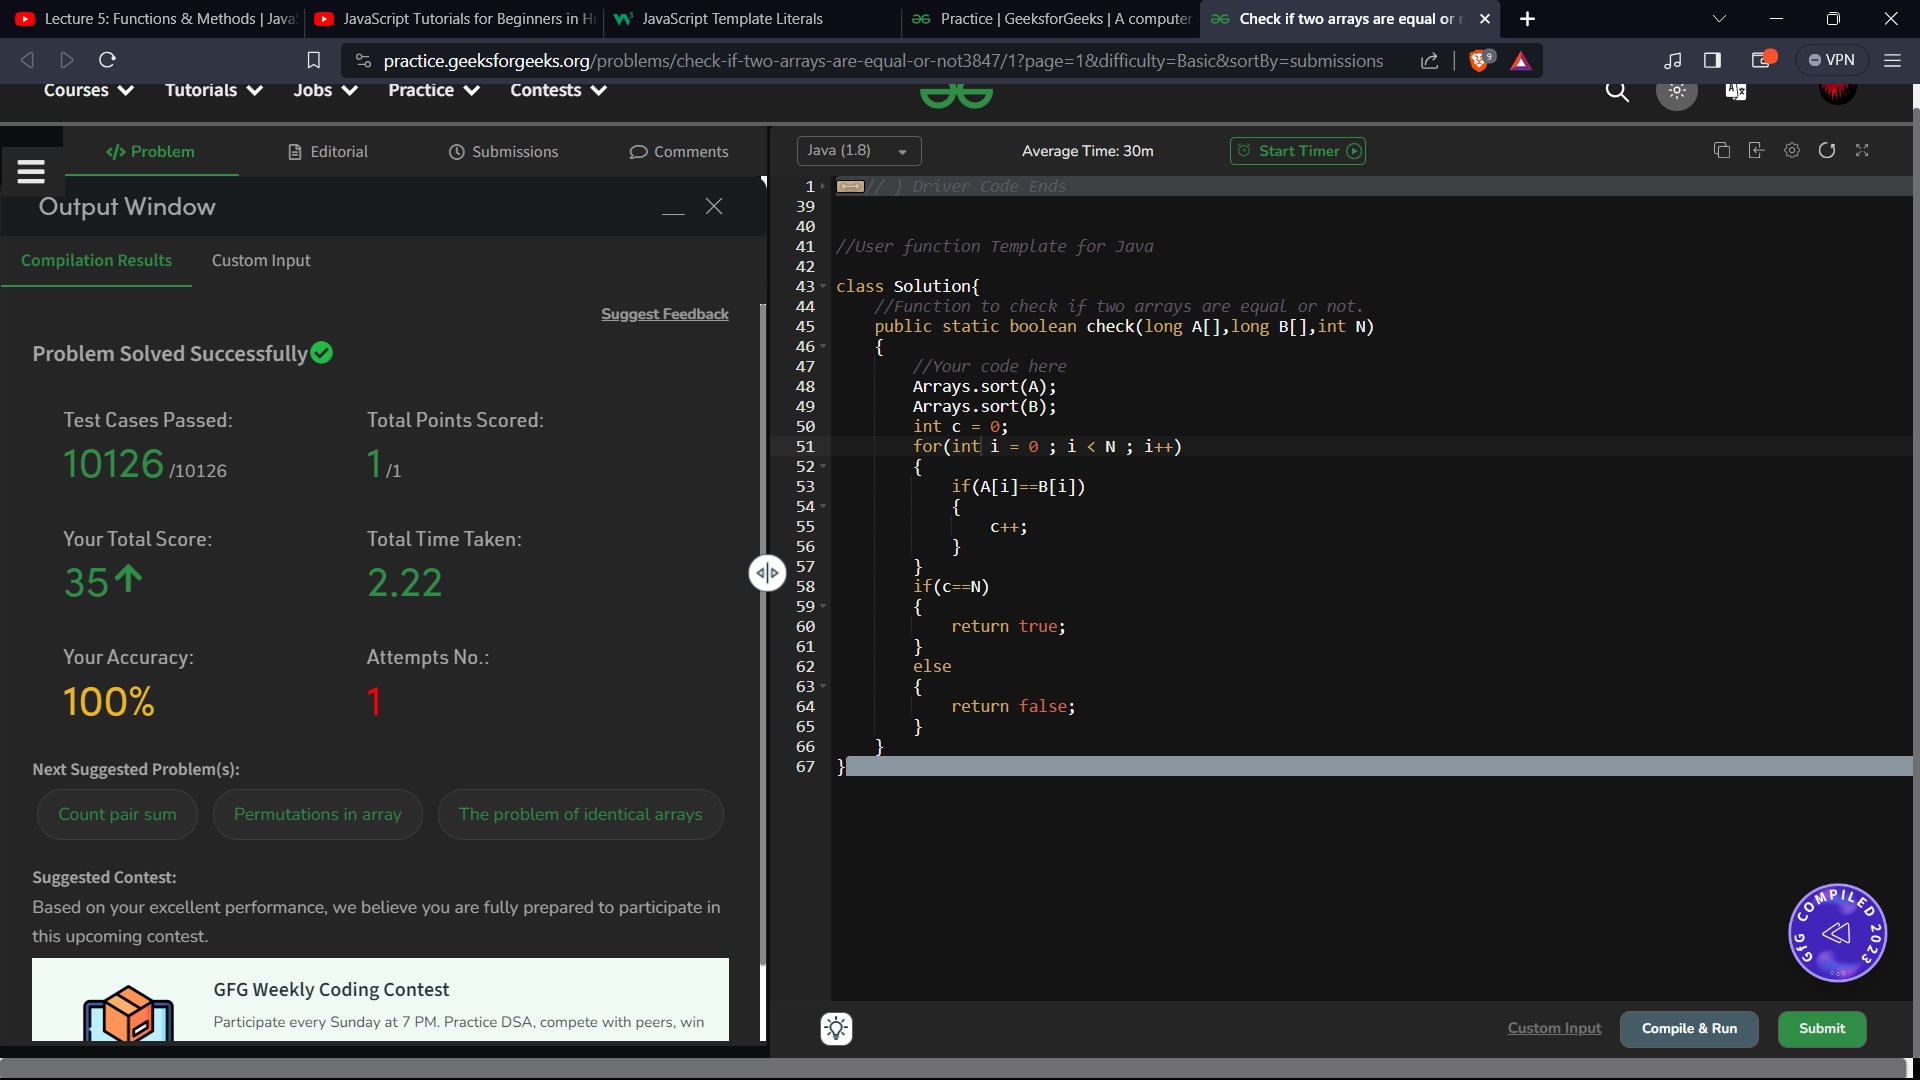 Lecture 5: Functions & Methods | Java
JavaScript Tutorials for Beginners in Hi
JavaScript Template Literals
Practice | GeeksforGeeks | A computer
Check if two arrays are equal or n
practice.geeksforgeeks.org/problems/check-if-two-arrays-are-equal-or-not3847/1?page=1&difficulty=Basic&sortBy=submissions
9
VPN
Courses
Tutorials
Jobs
Practice
Contests
</> Problem
Editorial
Submissions
Comments
Java (1.8)
Average Time: 30m
Start Timer
Output Window
Compilation Results
Custom Input
Suggest Feedback
Problem Solved Successfully
Test Cases Passed:
10126 /10126
Total Points Scored:
1 /1
Your Total Score:
35
Total Time Taken:
2.22
Your Accuracy:
100%
Attempts No.:
1
Next Suggested Problem(s):
Count pair sum
Permutations in array
The problem of identical arrays
Suggested Contest:
Based on your excellent performance, we believe you are fully prepared to participate in
this upcoming contest.
GFG Weekly Coding Contest
Participate every Sunday at 7 PM. Practice DSA, compete with peers, win
1 // } Driver Code Ends
39
40
41 //User function Template for Java
42
43 class Solution{
44 //Function to check if two arrays are equal or not.
45 public static boolean check(long A[],long B[],int N)
46 {
47 //Your code here
48 Arrays.sort(A);
49 Arrays.sort(B);
50 int c = 0;
51 for(int i = 0 ; i < N ; i++)
52 {
53 if(A[i]==B[i])
54 {
55 c++;
56 }
57 }
58 if(c==N)
59 {
60 return true;
61 }
62 else
63 {
64 return false;
65 }
66 }
67 }
GFG COMPILED 2023
Custom Input
Compile & Run
Submit